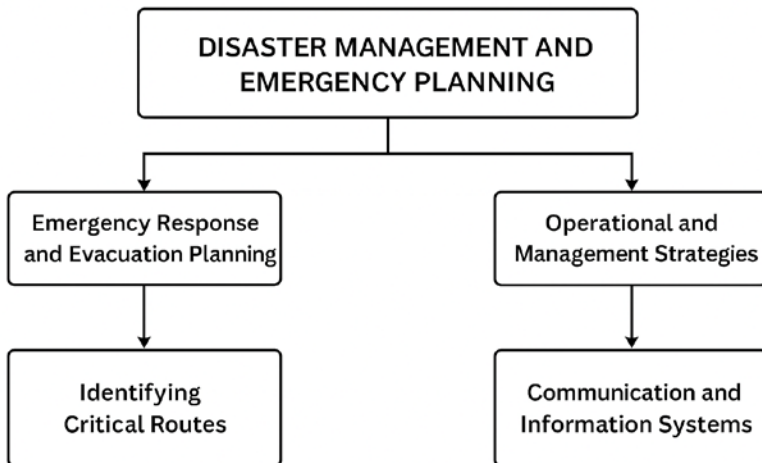 DISASTER MANAGEMENT AND
EMERGENCY PLANNING
Emergency Response
and Evacuation Planning
Operational and
Management Strategies
Identifying
Critical Routes
Communication and
Information Systems